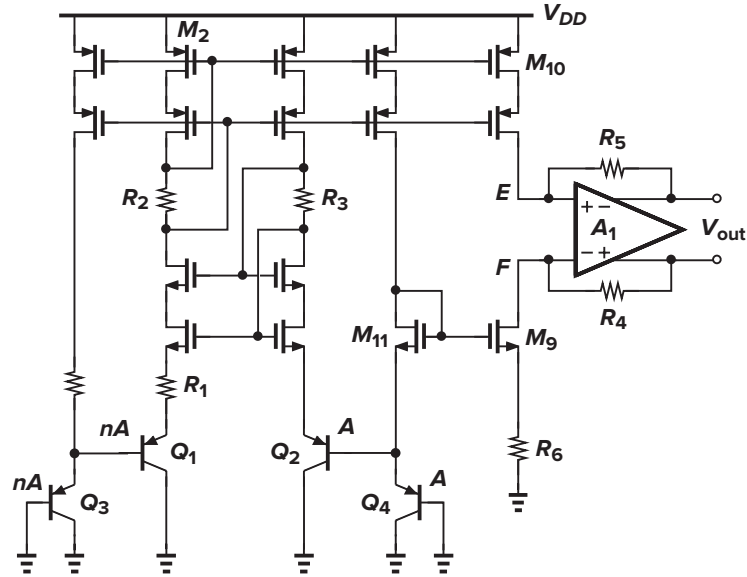 V_DD
M_2
M_10
R_5
E
R_2
R_3
+ −
A_1
V_out
F
− +
R_4
M_11
M_9
R_1
nA
Q_1
Q_2
A
R_6
nA
Q_3
Q_4
A